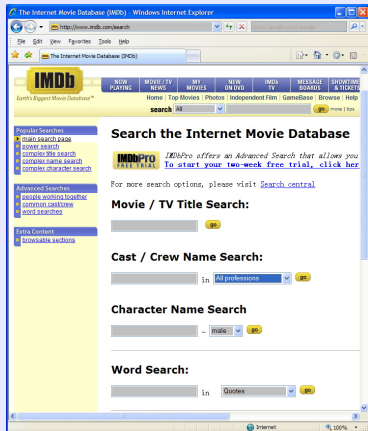 The Internet Movie Database (IMDb) - Windows Internet Explorer
http://www.imdb.com/search
File Edit View Favorites Tools Help
The Internet Movie Database (IMDb)
IMDb
Earth's Biggest Movie Database™
NOW PLAYING
MOVIE/TV NEWS
MY MOVIES
NEW ON DVD
IMDb TV
MESSAGE BOARDS
SHOWTIMES & TICKETS
Home | Top Movies | Photos | Independent Film | GameBase | Browse | Help
search All go more | tips
Popular Searches
main search page
power search
complex title search
complex name search
complex character search
Advanced Searches
people working together
common cast/crew
word searches
Extra Content
browsable sections
Search the Internet Movie Database
IMDbPro FREE TRIAL
IMDbPro offers an Advanced Search that allows you
To start your two-week free trial, click her
For more search options, please visit Search central
Movie / TV Title Search:
go
Cast / Crew Name Search:
in All professions go
Character Name Search
- male go
Word Search:
in Quotes go
Internet
100%